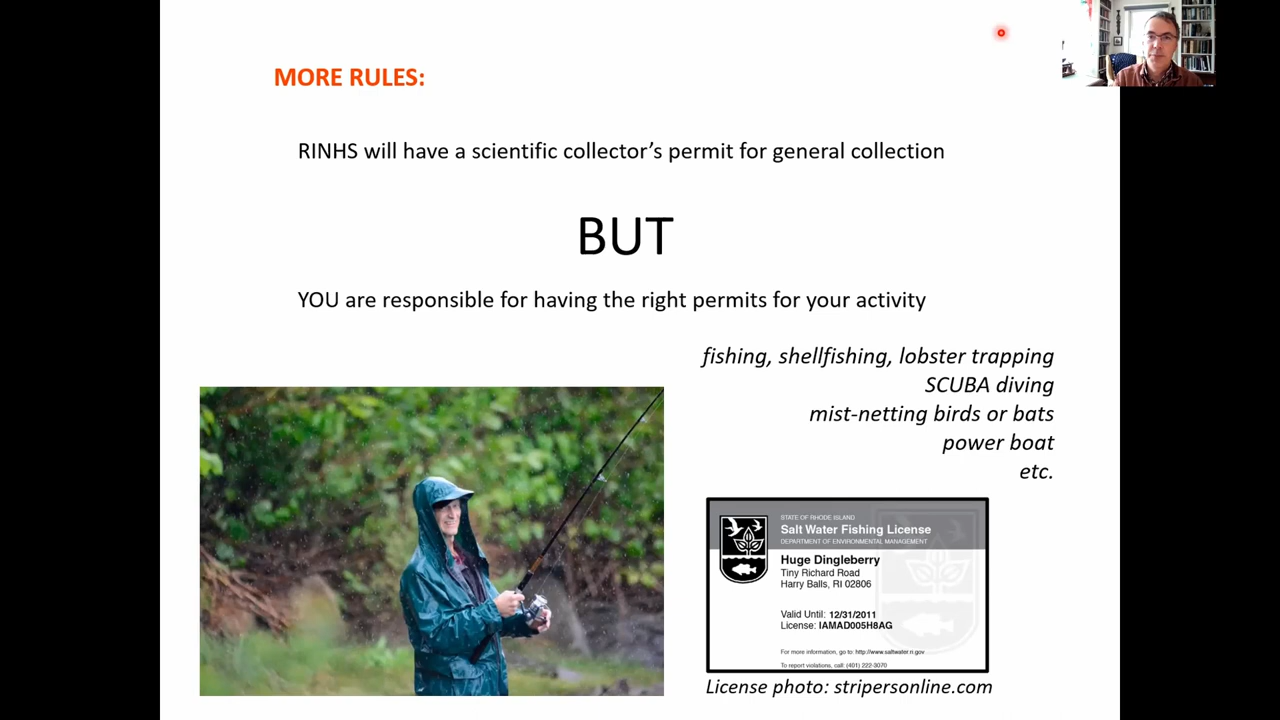 MORE RULES:
RINHS will have a scientific collector’s permit for general collection
BUT
YOU are responsible for having the right permits for your activity
fishing, shellfishing, lobster trapping
SCUBA diving
mist-netting birds or bats
power boat
etc.
STATE OF RHODE ISLAND
Salt Water Fishing License
DEPARTMENT OF ENVIRONMENTAL MANAGEMENT
Huge Dingleberry
Tiny Richard Road
Harry Balls, RI 02806
Valid Until: 12/31/2011
License: IAMAD005H8AG
For more information, go to: http://www.saltwater.ri.gov
To report violations, call: (401) 222-3070
License photo: stripersonline.com